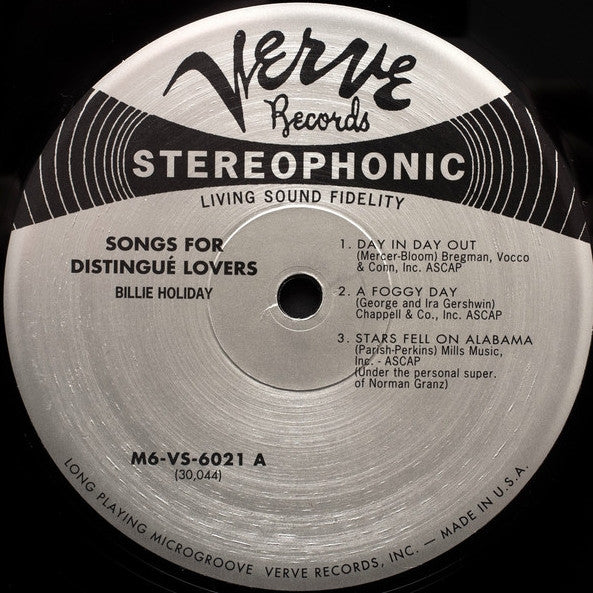 Verve
Records
STEREOPHONIC
LIVING SOUND FIDELITY
SONGS FOR
DISTINGUÉ LOVERS
BILLIE HOLIDAY
1. DAY IN DAY OUT
(Mercer-Bloom) Bregman, Vocco
& Conn, Inc. ASCAP
2. A FOGGY DAY
(George and Ira Gershwin)
Chappell & Co., Inc. ASCAP
3. STARS FELL ON ALABAMA
(Parish-Perkins) Mills Music,
Inc. - ASCAP
(Under the personal super.
of Norman Granz)
M6-VS-6021 A
(30,044)
LONG PLAYING MICROGROOVE VERVE RECORDS, INC. — MADE IN U.S.A.